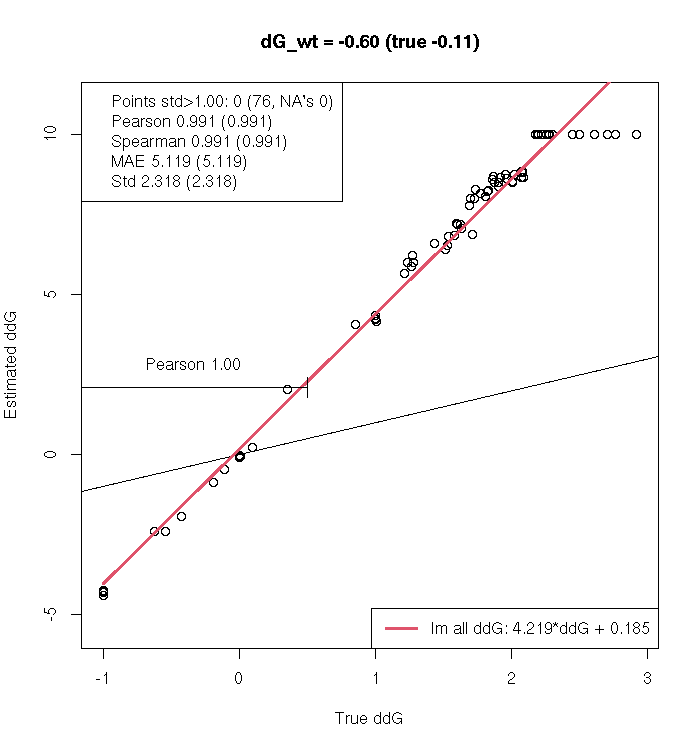 dG_wt = -0.60 (true -0.11)
Points std>1.00: 0 (76, NA's 0)
Pearson 0.991 (0.991)
Spearman 0.991 (0.991)
MAE 5.119 (5.119)
Std 2.318 (2.318)
10
5
Pearson 1.00
Estimated ddG
0
-5
lm all ddG: 4.219*ddG + 0.185
-1 0 1 2 3
True ddG